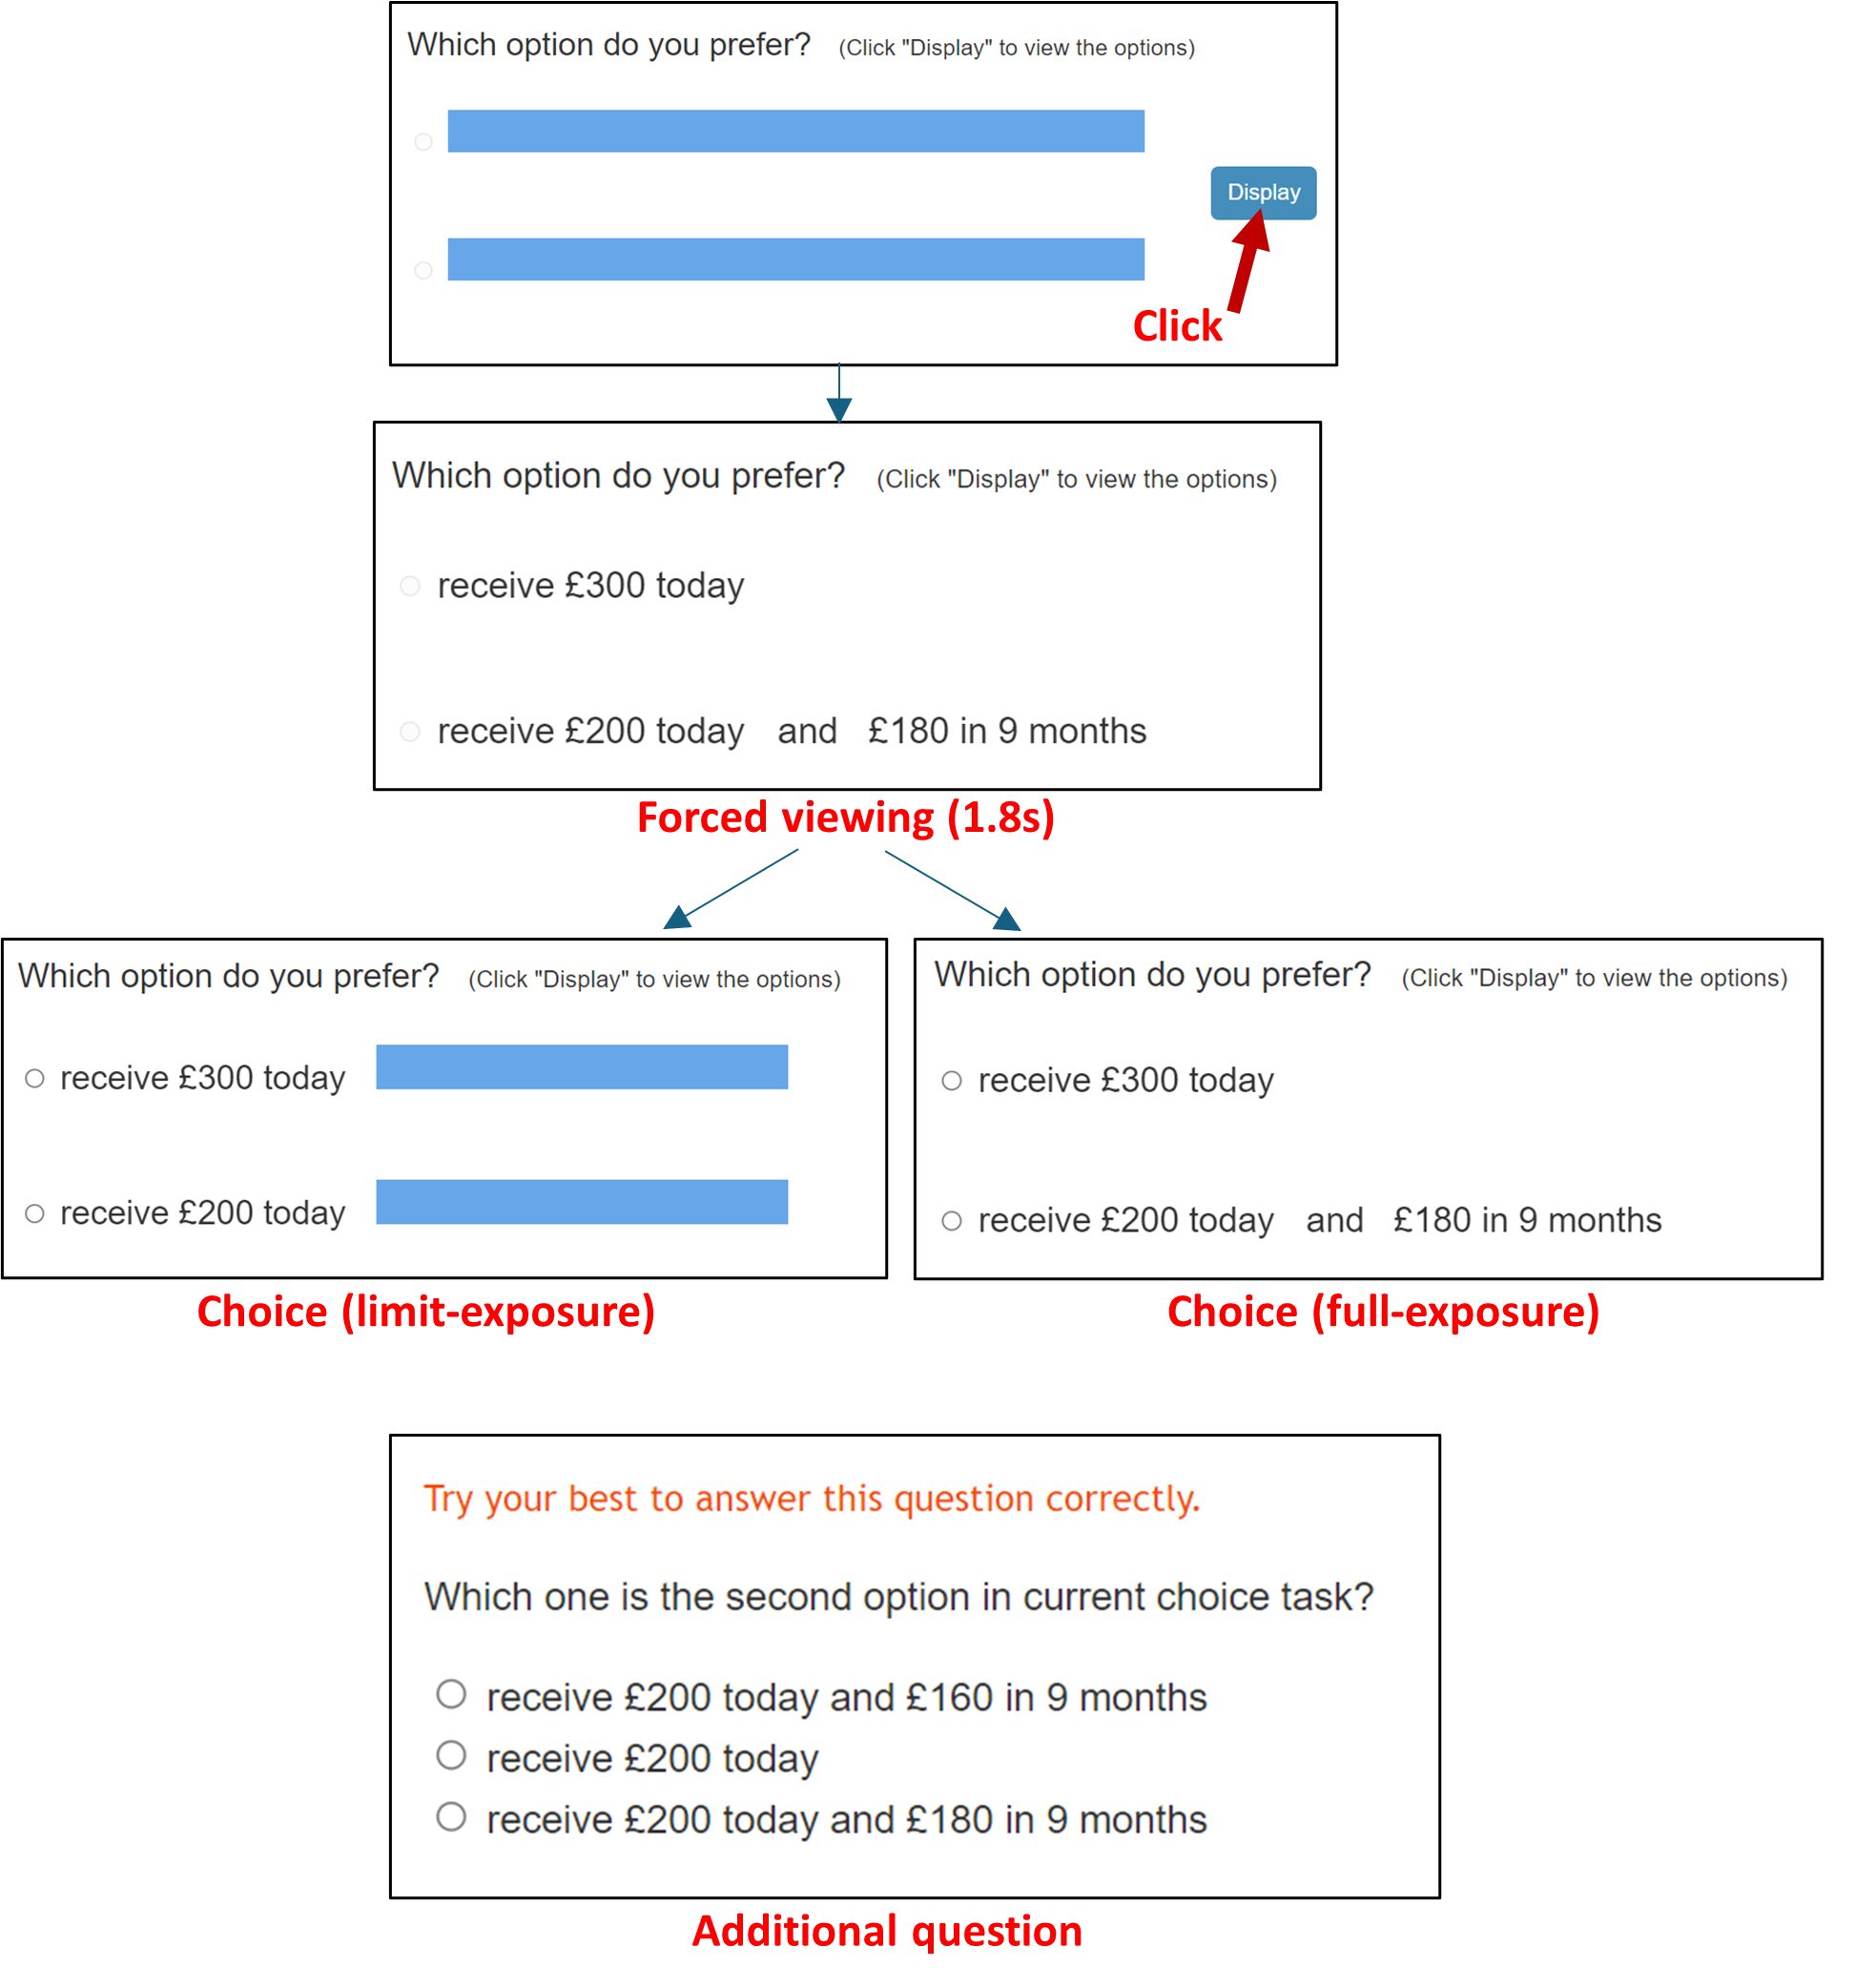 Which option do you prefer? (Click "Display" to view the options)
Display
Click
Which option do you prefer? (Click "Display" to view the options)
receive £300 today
receive £200 today and £180 in 9 months
Forced viewing (1.8s)
Which option do you prefer? (Click "Display" to view the options)
receive £300 today
receive £200 today
Choice (limit-exposure)
Which option do you prefer? (Click "Display" to view the options)
receive £300 today
receive £200 today and £180 in 9 months
Choice (full-exposure)
Try your best to answer this question correctly.
Which one is the second option in current choice task?
receive £200 today and £160 in 9 months
receive £200 today
receive £200 today and £180 in 9 months
Additional question